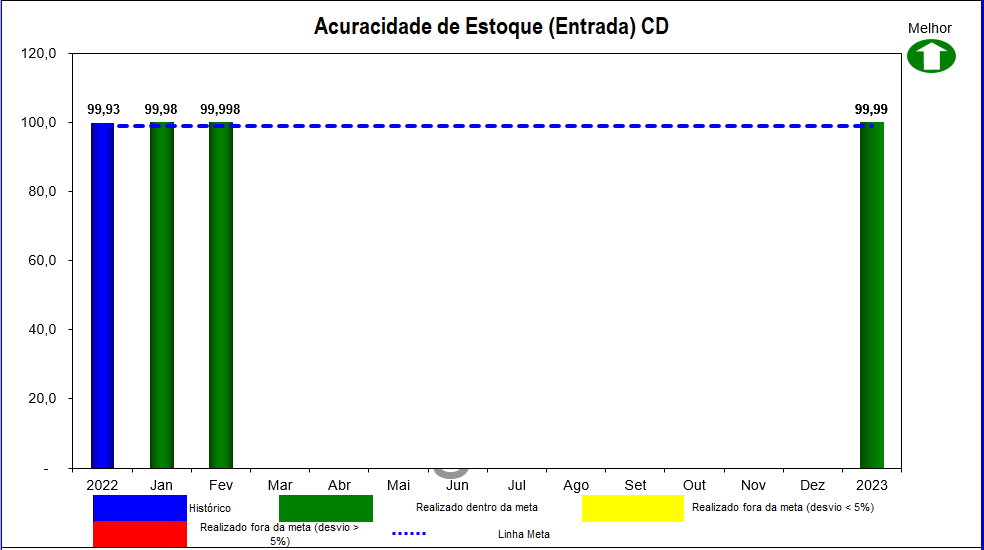 Acuracidade de Estoque (Entrada) CD
Melhor
120,0
99,93 99,98 99,998 99,99
100,0
80,0
60,0
40,0
20,0
-
2022 Jan Fev Mar Abr Mai Jun Jul Ago Set Out Nov Dez 2023
Histórico Realizado dentro da meta Realizado fora da meta (desvio < 5%)
Realizado fora da meta (desvio >
5%) Linha Meta